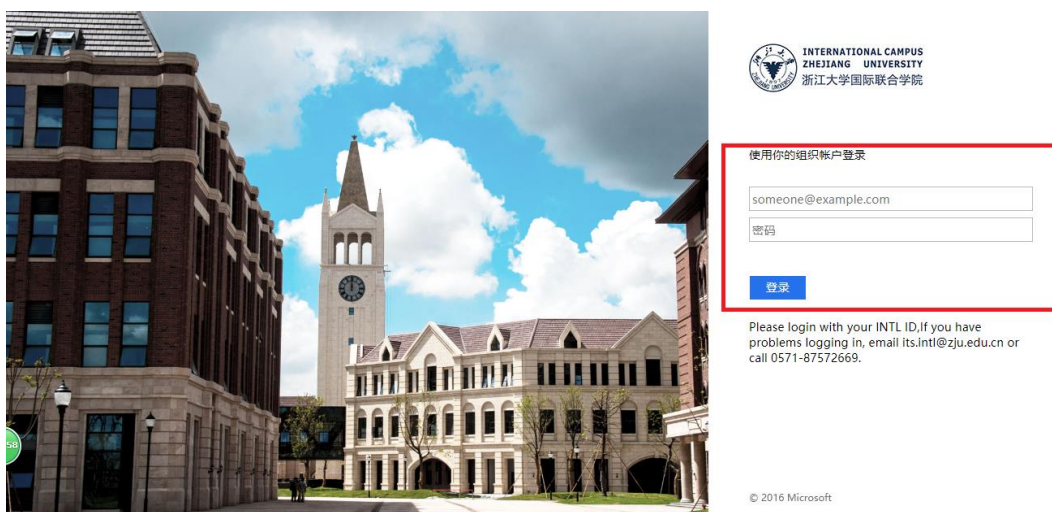 INTERNATIONAL CAMPUS
ZHEJIANG UNIVERSITY
浙江大学国际联合学院
使用你的组织帐户登录
someone@example.com
密码
登录
Please login with your INTL ID,If you have
problems logging in, email its.intl@zju.edu.cn or
call 0571-87572669.
58
© 2016 Microsoft